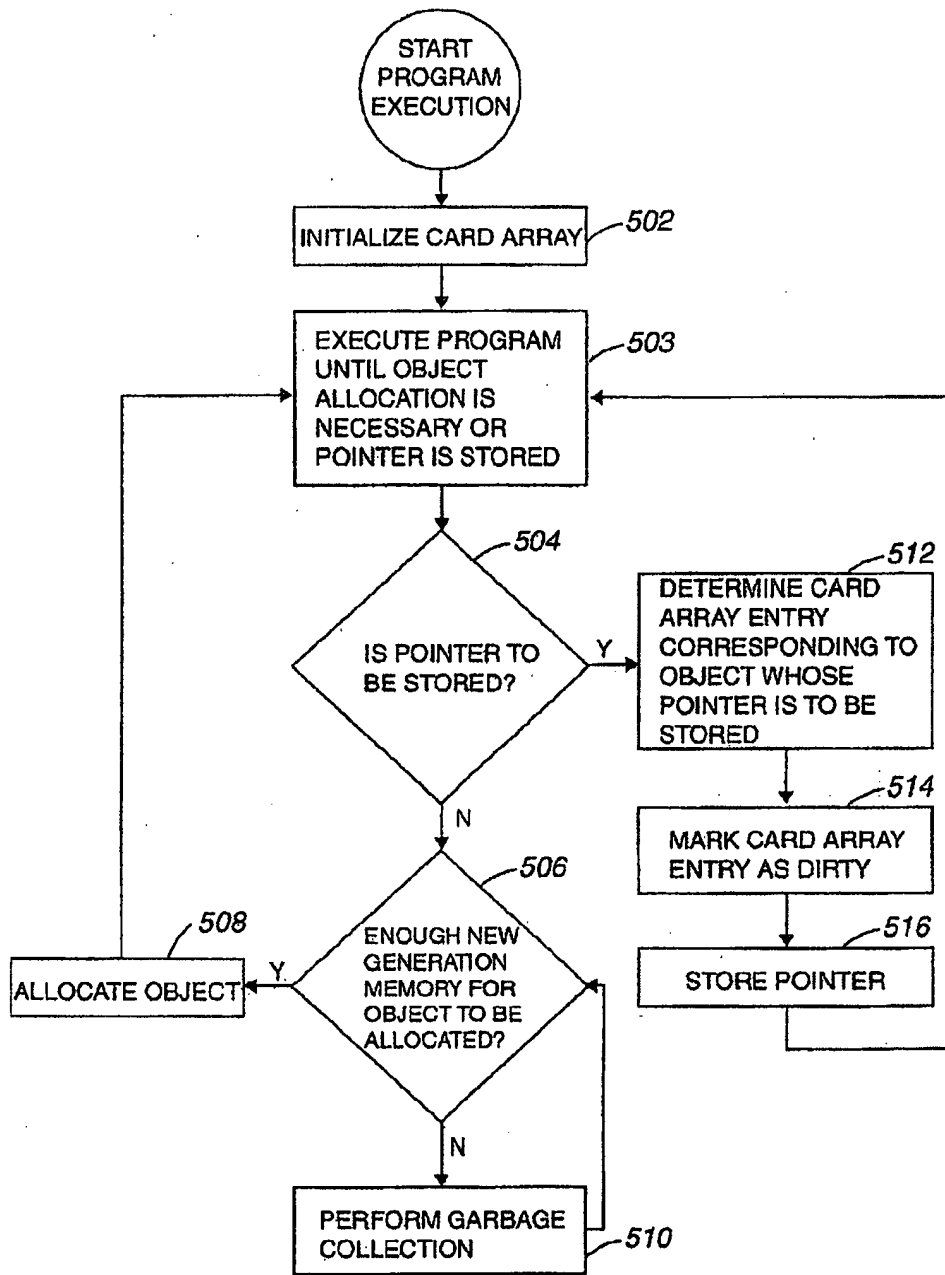 START
PROGRAM
EXECUTION
502
INITIALIZE CARD ARRAY
503
EXECUTE PROGRAM
UNTIL OBJECT
ALLOCATION IS
NECESSARY OR
POINTER IS STORED
504
IS POINTER TO
BE STORED?
Y
N
512
DETERMINE CARD
ARRAY ENTRY
CORRESPONDING TO
OBJECT WHOSE
POINTER IS TO BE
STORED
514
MARK CARD ARRAY
ENTRY AS DIRTY
516
STORE POINTER
506
ENOUGH NEW
GENERATION
MEMORY FOR
OBJECT TO BE
ALLOCATED?
Y
N
508
ALLOCATE OBJECT
PERFORM GARBAGE
COLLECTION
510